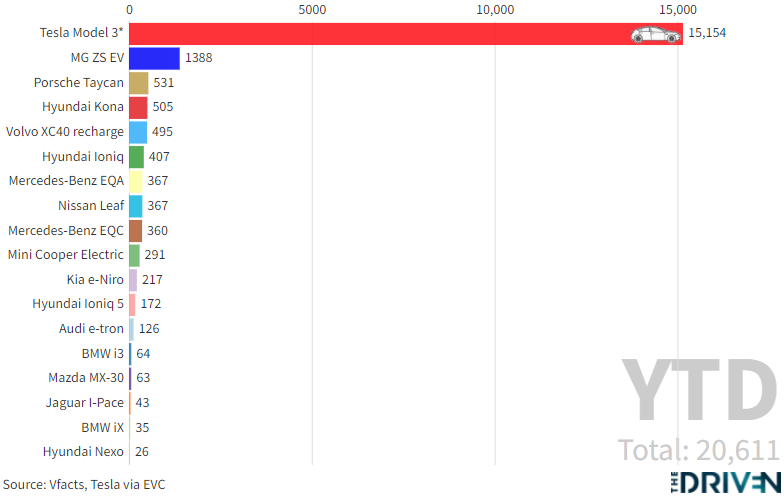 0 5000 10,000 15,000
Tesla Model 3* 15,154
MG ZS EV 1388
Porsche Taycan 531
Hyundai Kona 505
Volvo XC40 recharge 495
Hyundai Ioniq 407
Mercedes-Benz EQA 367
Nissan Leaf 367
Mercedes-Benz EQC 360
Mini Cooper Electric 291
Kia e-Niro 217
Hyundai Ioniq 5 172
Audi e-tron 126
BMW i3 64
Mazda MX-30 63
Jaguar I-Pace 43
BMW iX 35
Hyundai Nexo 26
YTD
Total: 20,611
Source: Vfacts, Tesla via EVC
THE DRIVEN